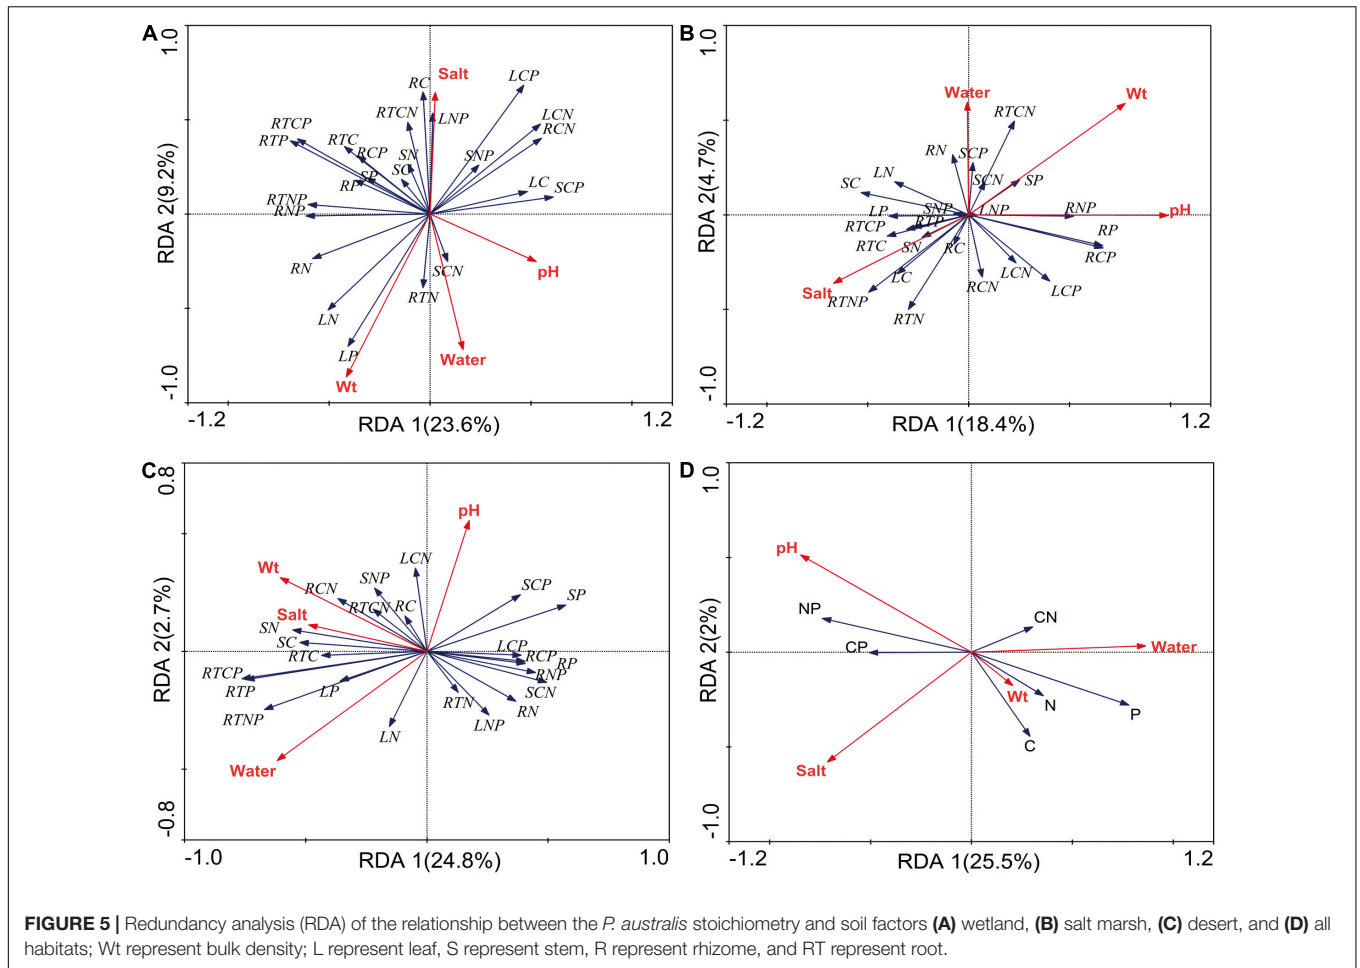 A
1.0
RDA 2(9.2%)
-1.0
-1.2
RDA 1(23.6%)
1.2
Salt
RC
LCP
RTCN
LNP
LCN
RCN
RTCP
RTP
RTC
RCP
SN
SNP
SP
SC
RP
LC
SCP
RTNP
RNP
RN
SCN
pH
RTN
LN
LP
Water
Wt
B
1.0
RDA 2(4.7%)
-1.0
-1.2
RDA 1(18.4%)
1.2
Water
Wt
RTCN
RN
SCP
LN
SC
SCN
SP
LP
SNP
LNP
RNP
pH
RTCP
RTP
RP
RTC
SN
RC
RCP
LC
LCN
Salt
RCN
LCP
RTNP
RTN
C
0.8
RDA 2(2.7%)
-0.8
-1.0
RDA 1(24.8%)
1.0
pH
Wt
LCN
SNP
RCN
SCP
SP
RTCN
RC
Salt
SN
SC
RTC
LCP
RCP
RP
RTCP
RTP
LP
RNP
SCN
RTNP
RTN
RN
LN
LNP
Water
D
1.0
RDA 2(2%)
-1.0
-1.2
RDA 1(25.5%)
1.2
pH
NP
CN
CP
Water
Wt
N
P
C
Salt
FIGURE 5 | Redundancy analysis (RDA) of the relationship between the P. australis stoichiometry and soil factors (A) wetland, (B) salt marsh, (C) desert, and (D) all
habitats; Wt represent bulk density; L represent leaf, S represent stem, R represent rhizome, and RT represent root.